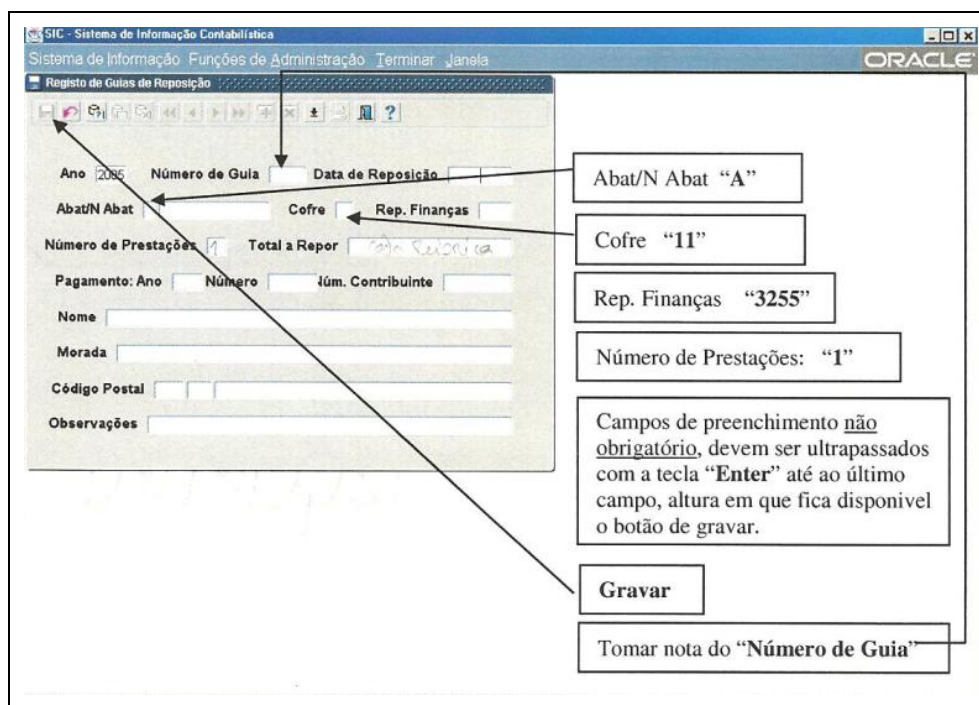 SIC - Sistema de Informação Contabilística
Sistema de Informação Funções de Administração Terminar Janela
ORACLE
Registo de Guias de Reposição
Ano 2005 Número de Guia Data de Reposição
Abat/N Abat Cofre Rep. Finanças
Número de Prestações 1 Total a Repor
Pagamento: Ano Número Núm. Contribuinte
Nome
Morada
Código Postal
Observações
Abat/N Abat “A”
Cofre “11”
Rep. Finanças “3255”
Número de Prestações: “1”
Campos de preenchimento não
obrigatório, devem ser ultrapassados
com a tecla “Enter” até ao último
campo, altura em que fica disponivel
o botão de gravar.
Gravar
Tomar nota do “Número de Guia”